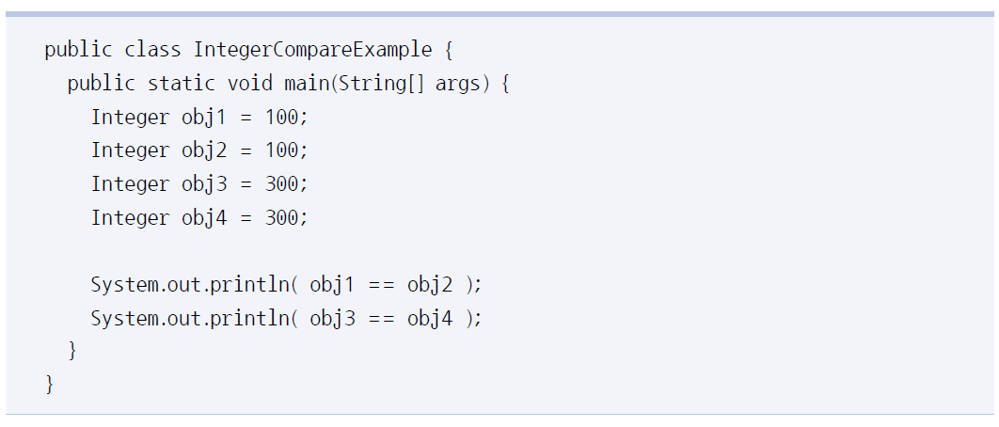 public class IntegerCompareExample {
  public static void main(String[] args) {
    Integer obj1 = 100;
    Integer obj2 = 100;
    Integer obj3 = 300;
    Integer obj4 = 300;

    System.out.println( obj1 == obj2 );
    System.out.println( obj3 == obj4 );
  }
}